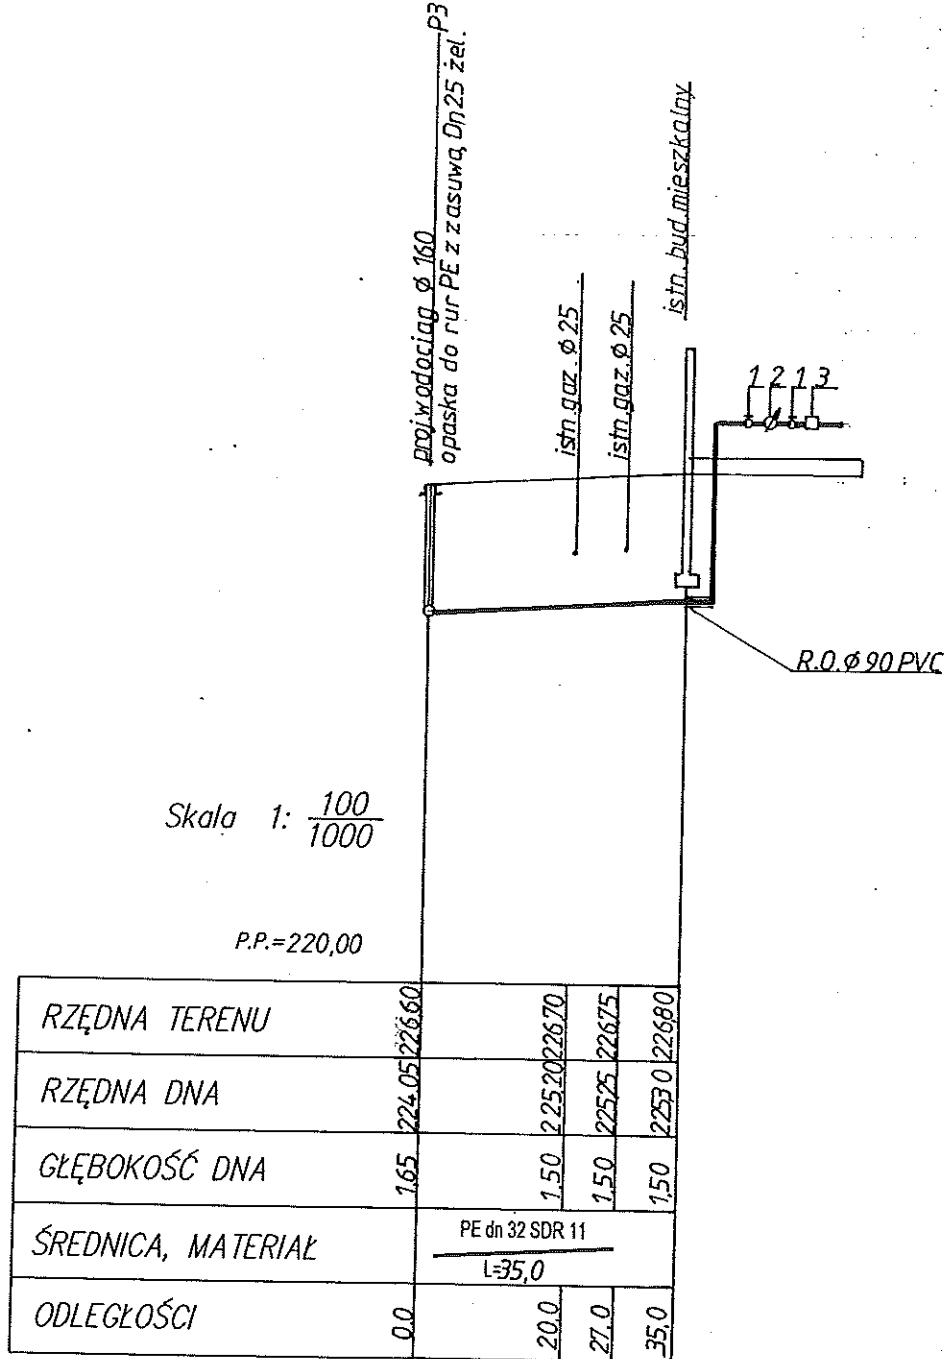 proj.wodociąg ϕ 160 P3
opaska do rur PE z zasuwą Dn25 żel.
istn. gaz. ϕ 25
istn. gaz. ϕ 25
istn. bud. mieszkalny
1 2 1 3
R.O. ϕ 90 PVC
Skala 1: 100
1000
P.P.=220,00
RZĘDNA TERENU 226,60 226,70 226,75 226,80
RZĘDNA DNA 224,05 225,20 225,25 225,30
GŁĘBOKOŚĆ DNA 1,65 1,50 1,50 1,50
ŚREDNICA, MATERIAŁ PE dn 32 SDR 11
L=35,0
ODLEGŁOŚCI 0,0 20,0 27,0 35,0